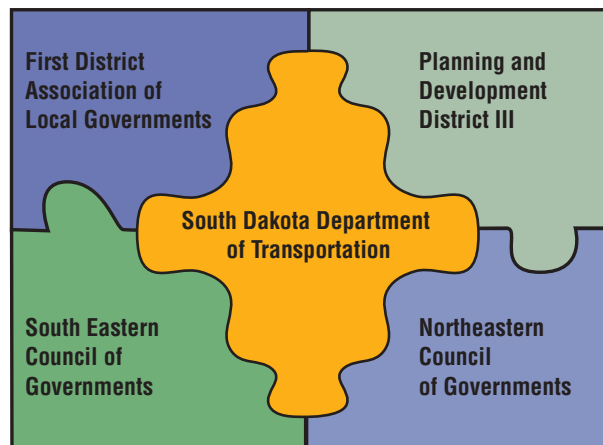 First District
Association of
Local Governments
Planning and
Development
District III
South Dakota Department
of Transportation
South Eastern
Council of
Governments
Northeastern
Council
of Governments